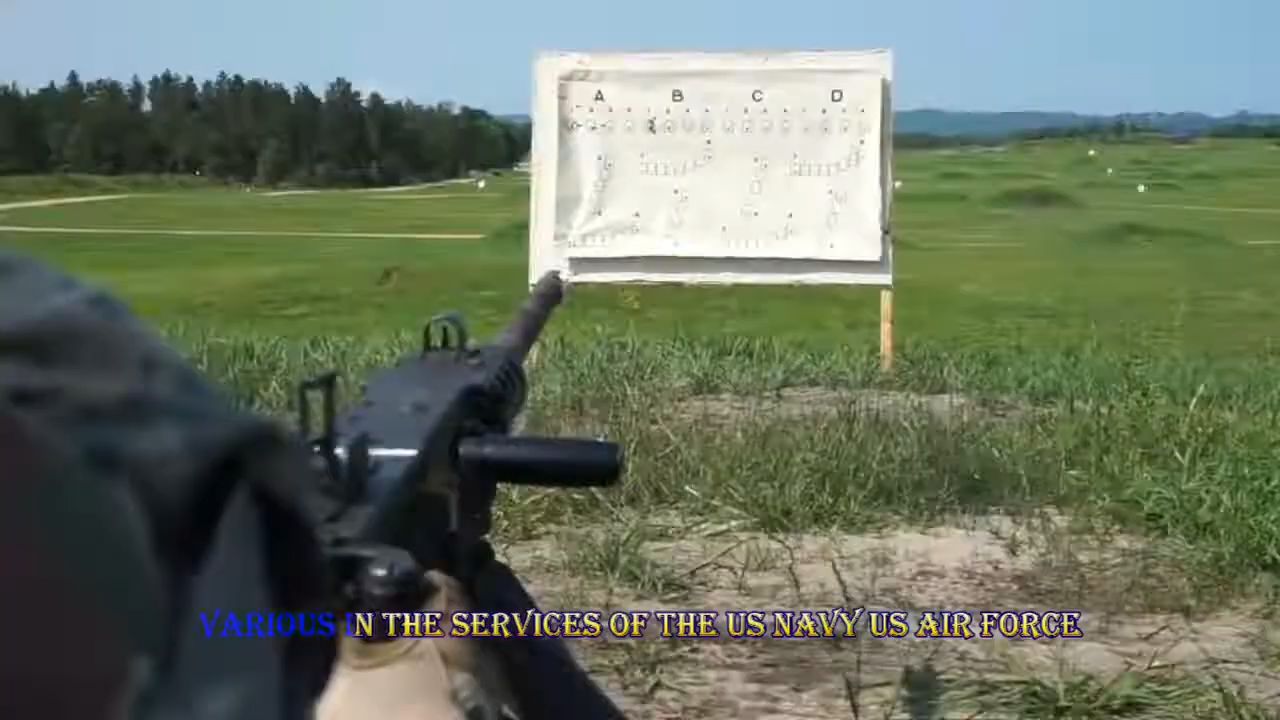 A B C D
VARIOUS IN THE SERVICES OF THE US NAVY US AIR FORCE